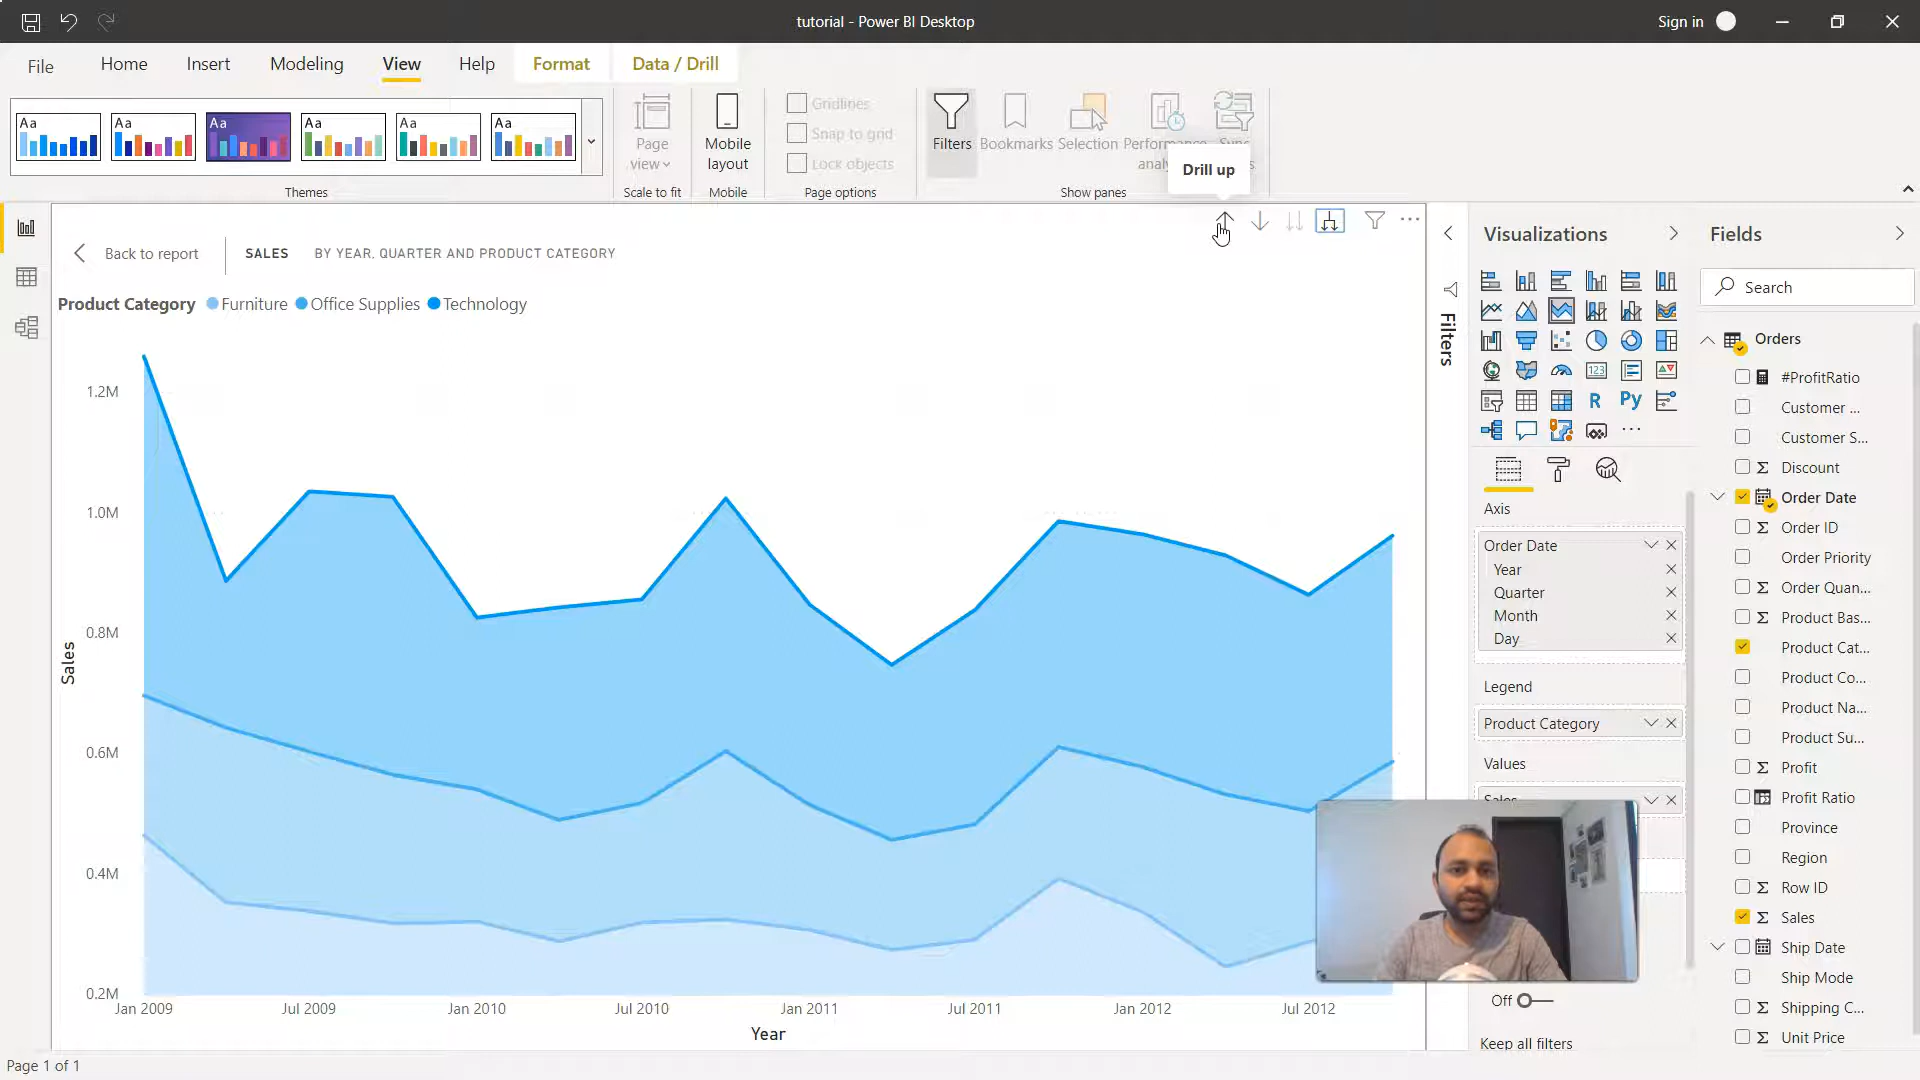 tutorial - Power BI Desktop
Sign in
File Home Insert Modeling View Help Format Data / Drill
Aa Aa Aa Aa Aa Aa
Page view
Mobile layout
Gridlines
Snap to grid
Lock objects
Filters Bookmarks Selection Performance
Drill up
Themes Scale to fit Mobile Page options Show panes
Back to report SALES BY YEAR, QUARTER AND PRODUCT CATEGORY
Product Category Furniture Office Supplies Technology
Sales
1.2M
1.0M
0.8M
0.6M
0.4M
0.2M
Jan 2009 Jul 2009 Jan 2010 Jul 2010 Jan 2011 Jul 2011 Jan 2012 Jul 2012
Year
Filters
Visualizations
123
R Py
Axis
Order Date
Year
Quarter
Month
Day
Legend
Product Category
Values
Sales
Off
Keep all filters
Fields
Search
Orders
#ProfitRatio
Customer ...
Customer S...
Discount
Order Date
Order ID
Order Priority
Order Quan...
Product Bas...
Product Cat...
Product Co...
Product Na...
Product Su...
Profit
Profit Ratio
Province
Region
Row ID
Sales
Ship Date
Ship Mode
Shipping C...
Unit Price
Page 1 of 1